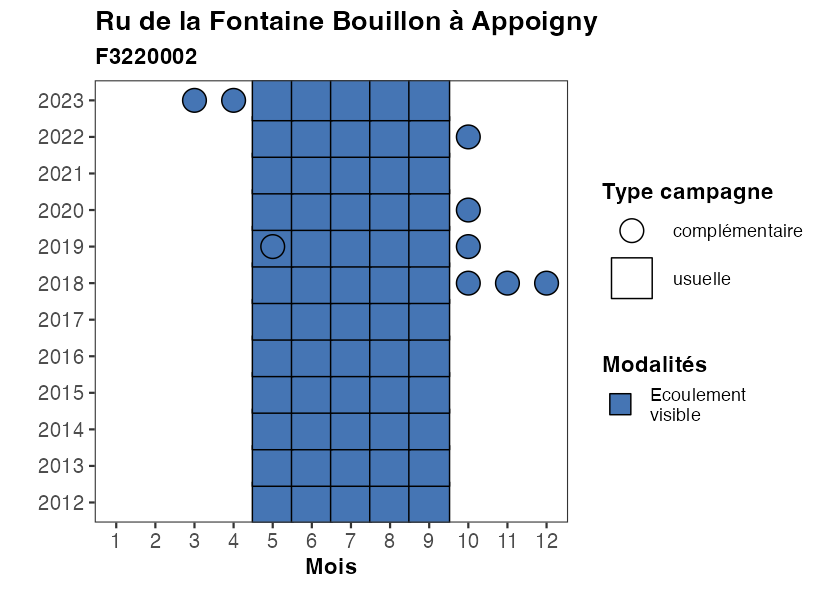 Ru de la Fontaine Bouillon à Appoigny
F3220002
2023
2022
2021
2020
2019
2018
2017
2016
2015
2014
2013
2012
1 2 3 4 5 6 7 8 9 10 11 12
Mois
Type campagne
complémentaire
usuelle
Modalités
Ecoulement
visible